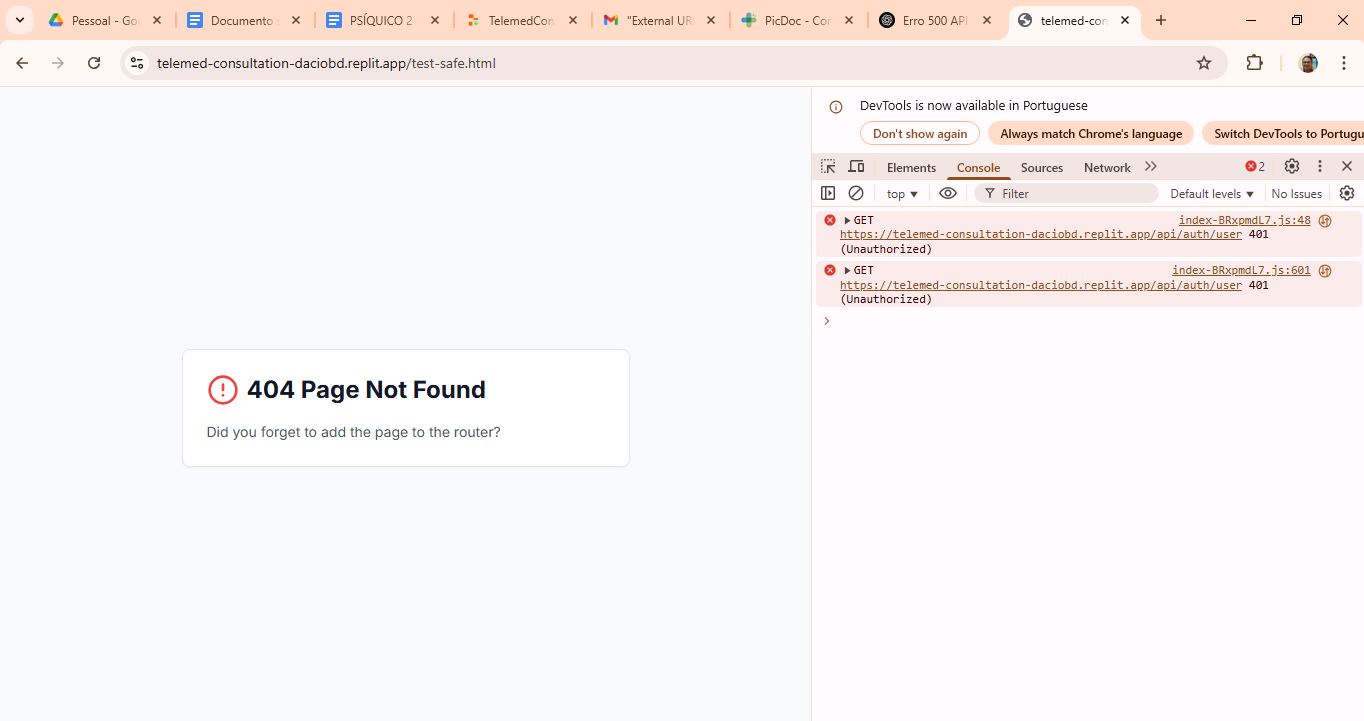 Pessoal - Go
Documento s
PSÍQUICO 2
TelemedCon
"External UR
PicDoc - Cor
Erro 500 API
telemed-con
telemed-consultation-daciobd.replit.app/test-safe.html
404 Page Not Found
Did you forget to add the page to the router?
DevTools is now available in Portuguese
Don't show again
Always match Chrome's language
Switch DevTools to Portugu
Elements
Console
Sources
Network
2
top
Filter
Default levels
No Issues
GET index-BRxpmdL7.js:48
https://telemed-consultation-daciobd.replit.app/api/auth/user 401
(Unauthorized)
GET index-BRxpmdL7.js:601
https://telemed-consultation-daciobd.replit.app/api/auth/user 401
(Unauthorized)